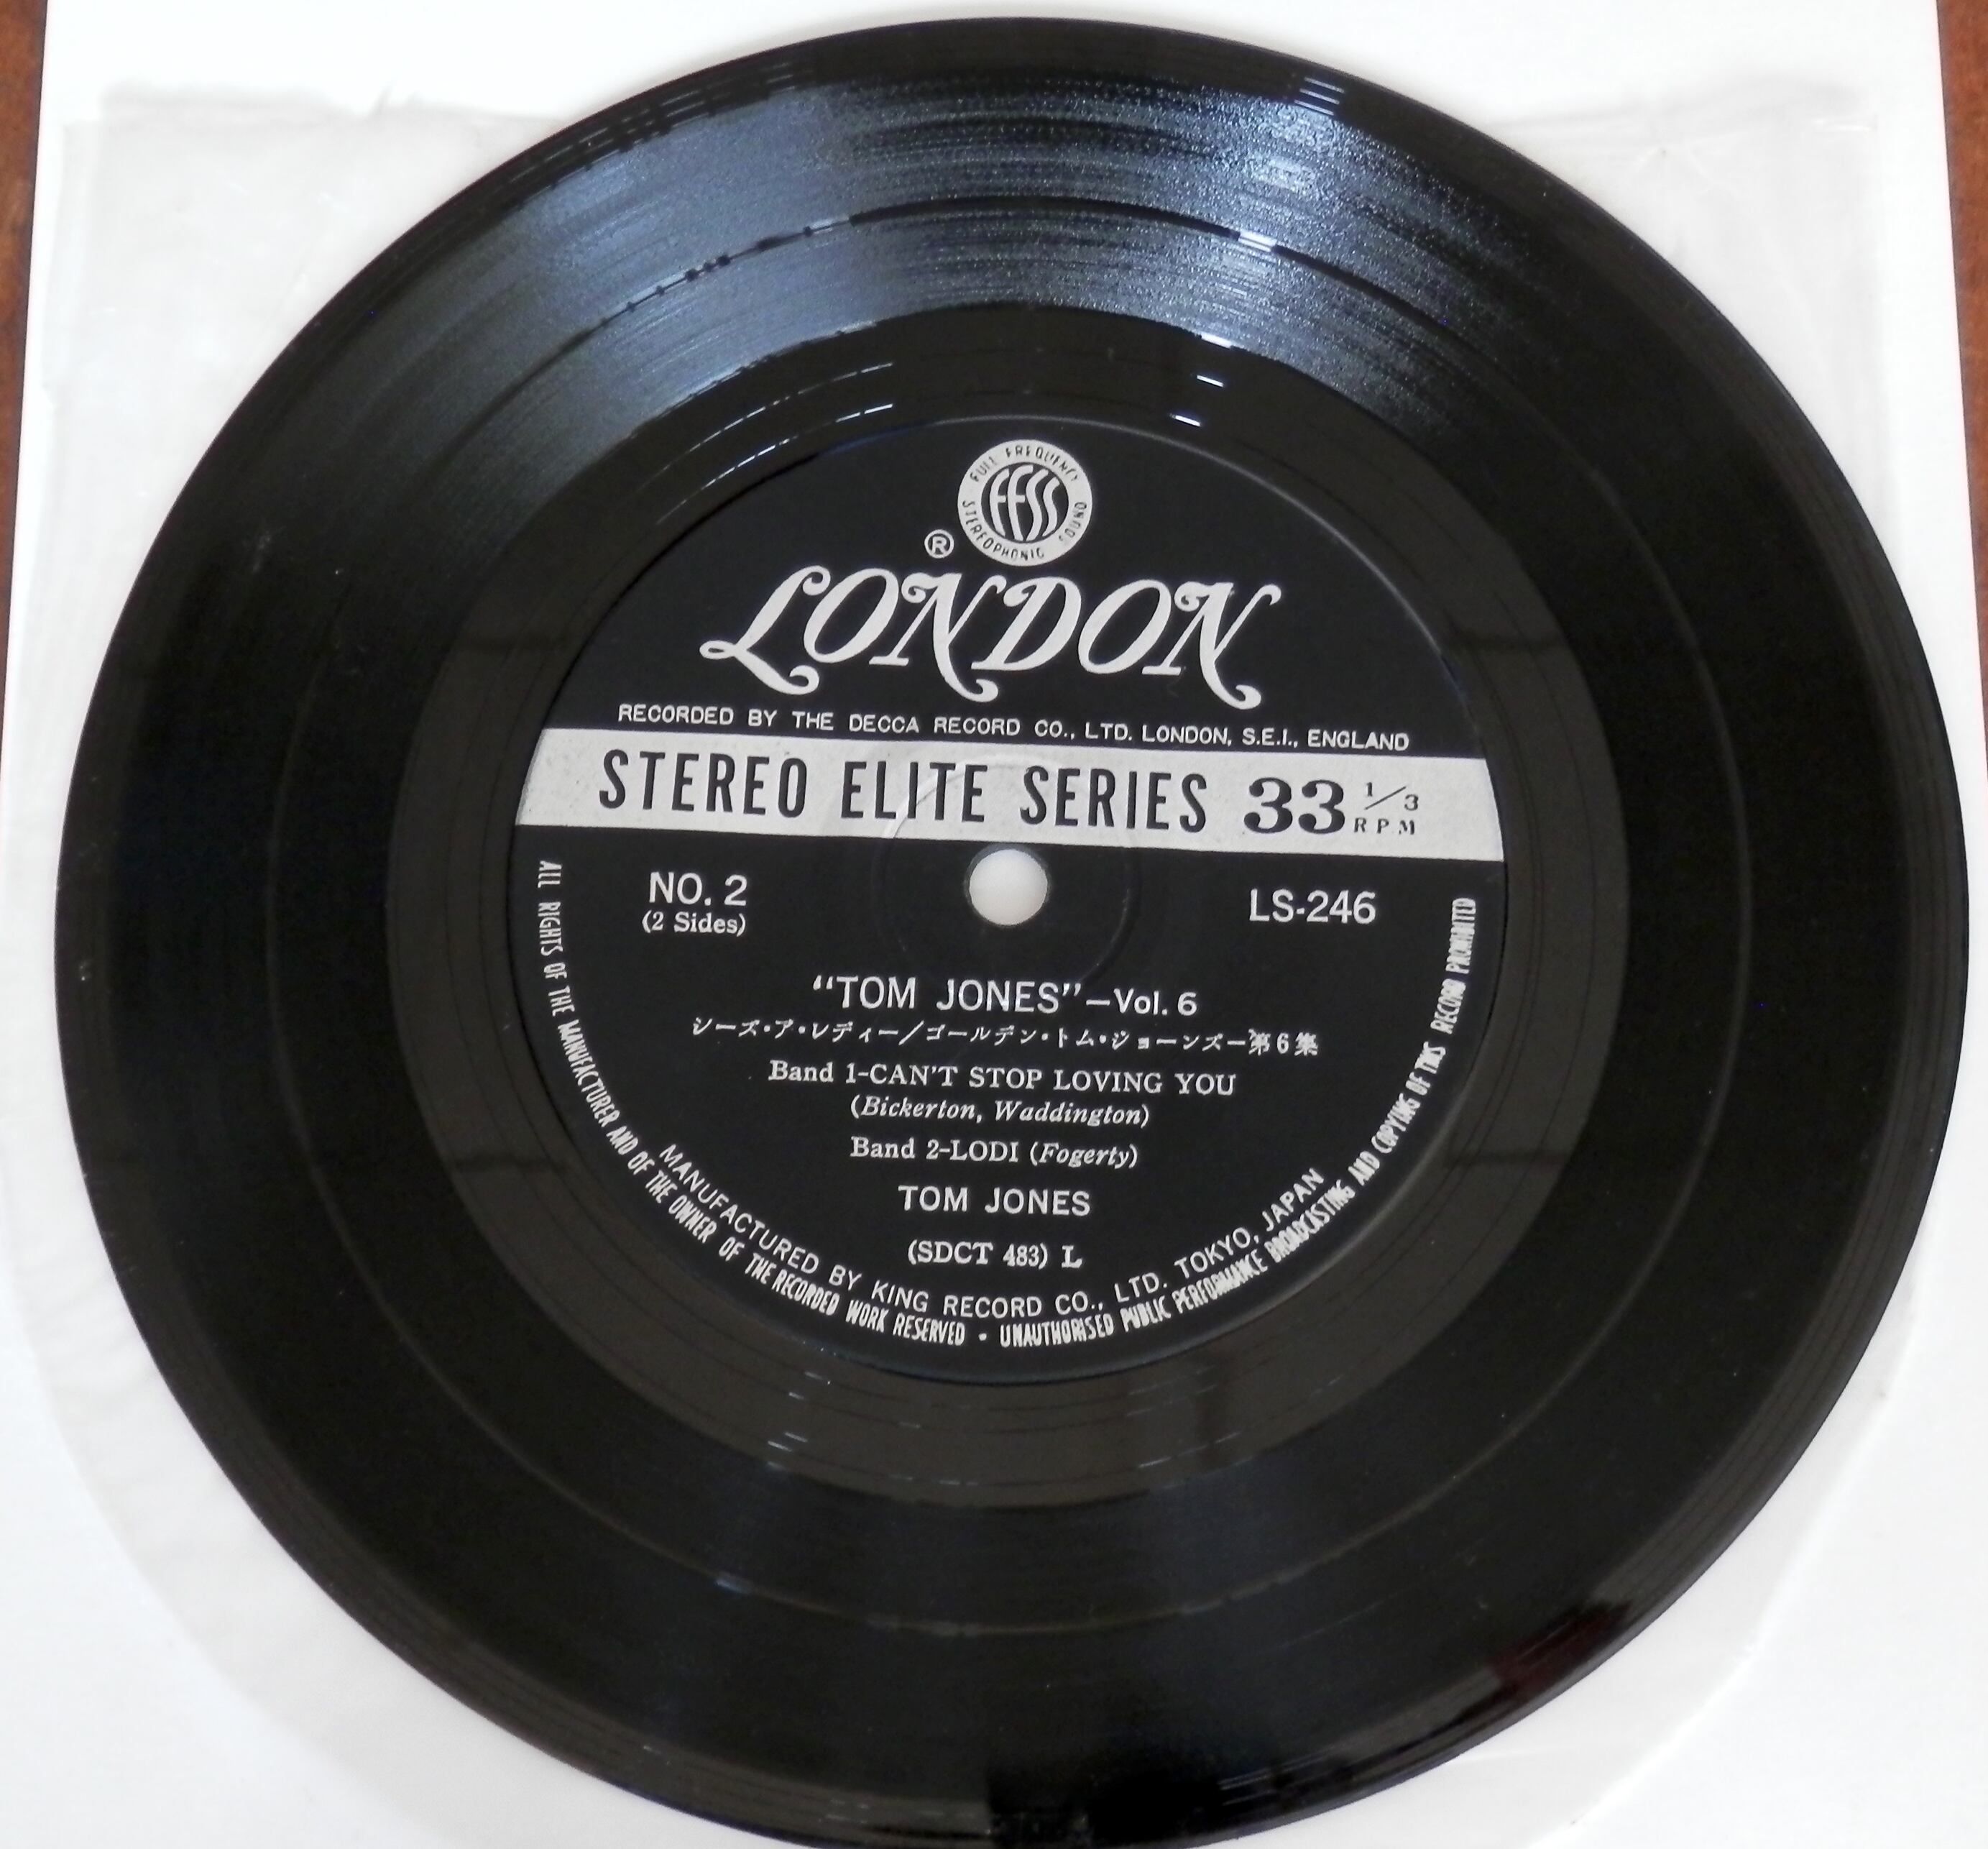 FULL FREQUENCY
FFSS
STEREOPHONIC SOUND
®
LONDON
RECORDED BY THE DECCA RECORD CO., LTD. LONDON, S.E.I., ENGLAND
STEREO ELITE SERIES 33 1/3 RPM
NO. 2
(2 Sides)
LS-246
“TOM JONES”–Vol. 6
シーズ・ア・レディー/ゴールデン・トム・ジョーンズー第6集
Band 1-CAN'T STOP LOVING YOU
(Bickerton, Waddington)
Band 2-LODI (Fogerty)
TOM JONES
(SDCT 483) L
MANUFACTURED BY KING RECORD CO., LTD. TOKYO, JAPAN
ALL RIGHTS OF THE MANUFACTURER AND OF THE OWNER OF THE RECORDED WORK RESERVED • UNAUTHORISED PUBLIC PERFORMANCE BROADCASTING AND COPYING OF THIS RECORD PROHIBITED